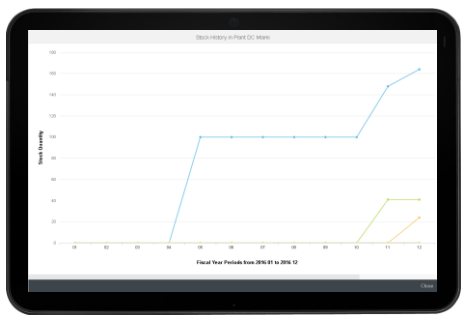 Stock History in Plant DC Miami
180
160
140
120
100
80
60
40
20
0
Stock Quantity
01 02 03 04 05 06 07 08 09 10 11 12
Fiscal Year Periods from 2016 01 to 2016 12
Close